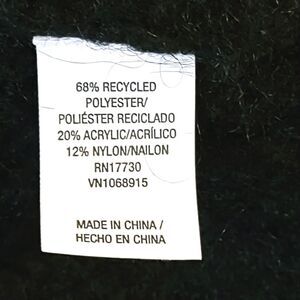 68% RECYCLED
POLYESTER/
POLIÉSTER RECICLADO
20% ACRYLIC/ACRÍLICO
12% NYLON/NAILON
RN17730
VN1068915
MADE IN CHINA /
HECHO EN CHINA